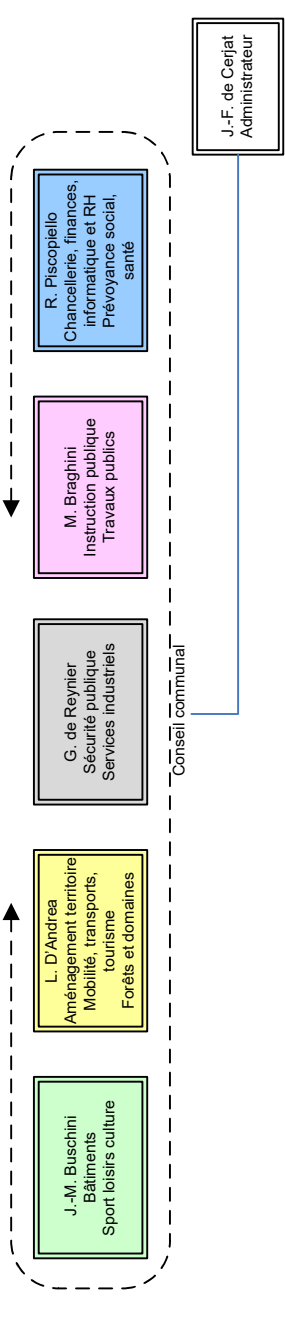 J.-M. Buschini
Bâtiments
Sport loisirs culture
L. D'Andrea
Aménagement territoire
Mobilité, transports,
tourisme
Forêts et domaines
G. de Reynier
Sécurité publique
Services industriels
M. Braghini
Instruction publique
Travaux publics
R. Piscopiello
Chancellerie, finances,
informatique et RH
Prévoyance social,
santé
Conseil communal
J.-F. de Cerjat
Administrateur